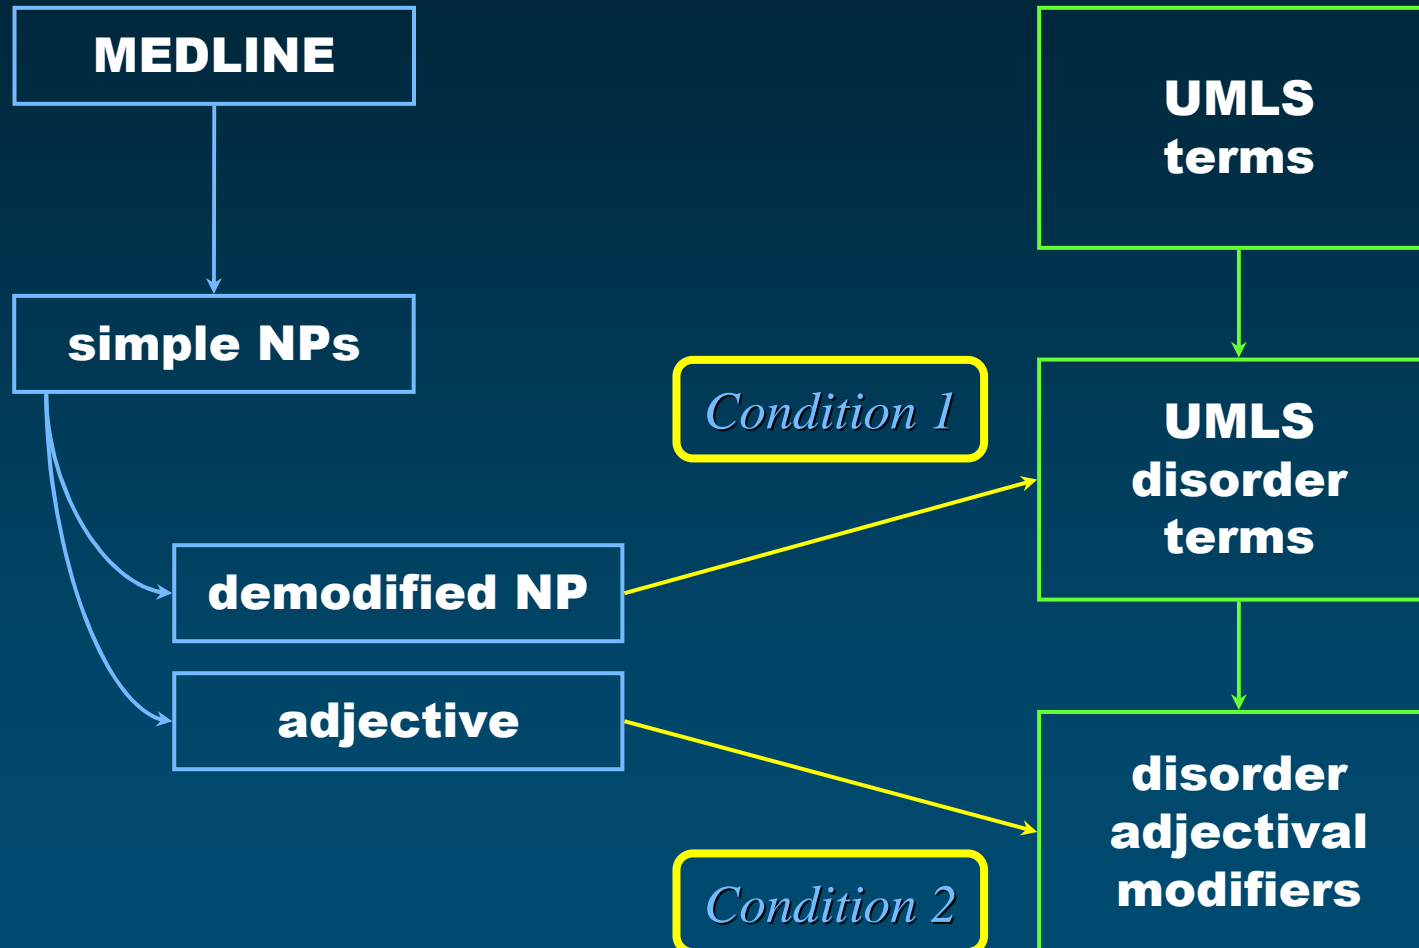 MEDLINE
UMLS
terms
simple NPs
Condition 1
UMLS
disorder
terms
demodified NP
adjective
disorder
adjectival
modifiers
Condition 2